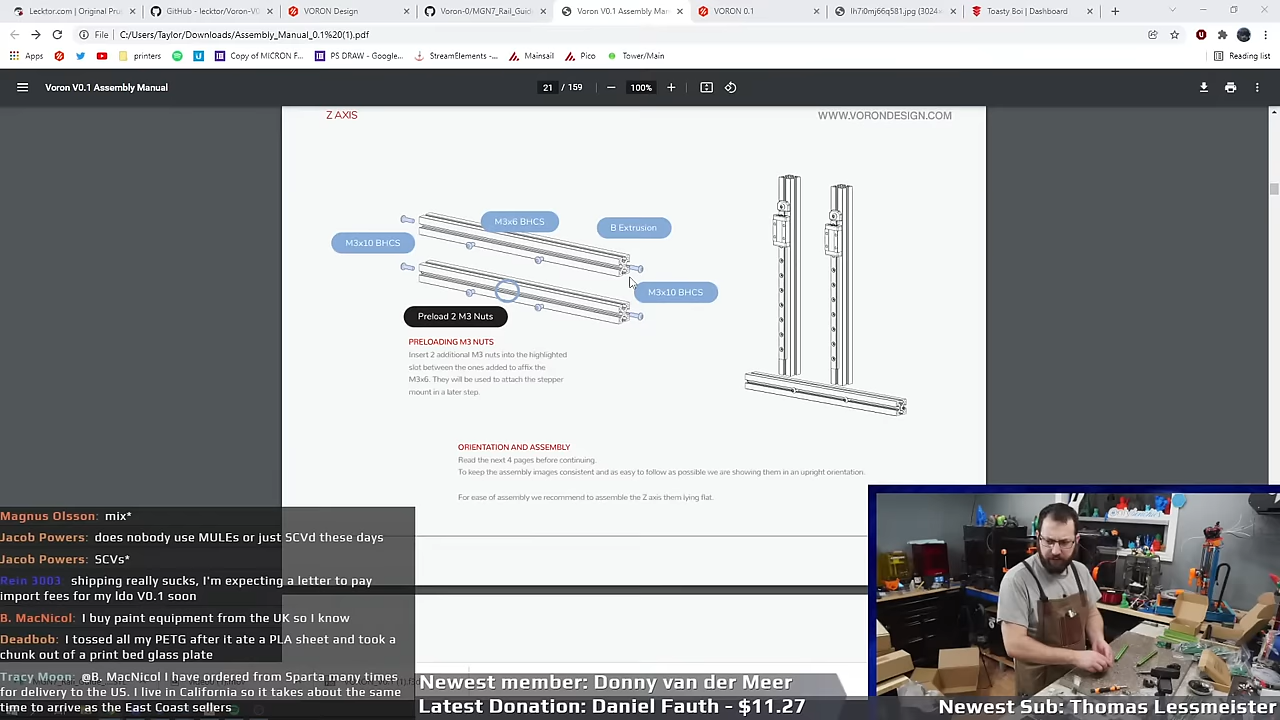 Lecktor.com | Original Pru
GitHub - lecktor/Voron-V0
VORON Design
Voron-0/MGN7_Rail_Guide
Voron V0.1 Assembly Manual
VORON 0.1
lh7i0mj66q581.jpg (3024×
Toasty Boi | Dashboard
File
C:/Users/Taylor/Downloads/Assembly_Manual_0.1%20(1).pdf
Apps
printers
Copy of MICRON F...
PS DRAW - Google...
StreamElements -...
Mainsail
Pico
Tower/Main
Reading list
Voron V0.1 Assembly Manual
21 / 159
100%
Z AXIS
WWW.VORONDESIGN.COM
M3x6 BHCS
B Extrusion
M3x10 BHCS
M3x10 BHCS
Preload 2 M3 Nuts
PRELOADING M3 NUTS
Insert 2 additional M3 nuts into the highlighted
slot between the ones added to affix the
M3x6. They will be used to attach the stepper
mount in a later step.
ORIENTATION AND ASSEMBLY
Read the next 4 pages before continuing.
To keep the assembly images consistent and as easy to follow as possible we are showing them in an upright orientation.
For ease of assembly we recommend to assemble the Z axis them lying flat.
Magnus Olsson: mix*
Jacob Powers: does nobody use MULEs or just SCVd these days
Jacob Powers: SCVs*
Rein 3003: shipping really sucks, I'm expecting a letter to pay
import fees for my ldo V0.1 soon
B. MacNicol: I buy paint equipment from the UK so I know
Deadbob: I tossed all my PETG after it ate a PLA sheet and took a
chunk out of a print bed glass plate
Tracy Moon: @B. MacNicol I have ordered from Sparta many times
for delivery to the US. I live in California so it takes about the same
time to arrive as the East Coast sellers
Newest member: Donny van der Meer
Latest Donation: Daniel Fauth - $11.27
Newest Sub: Thomas Lessmeister